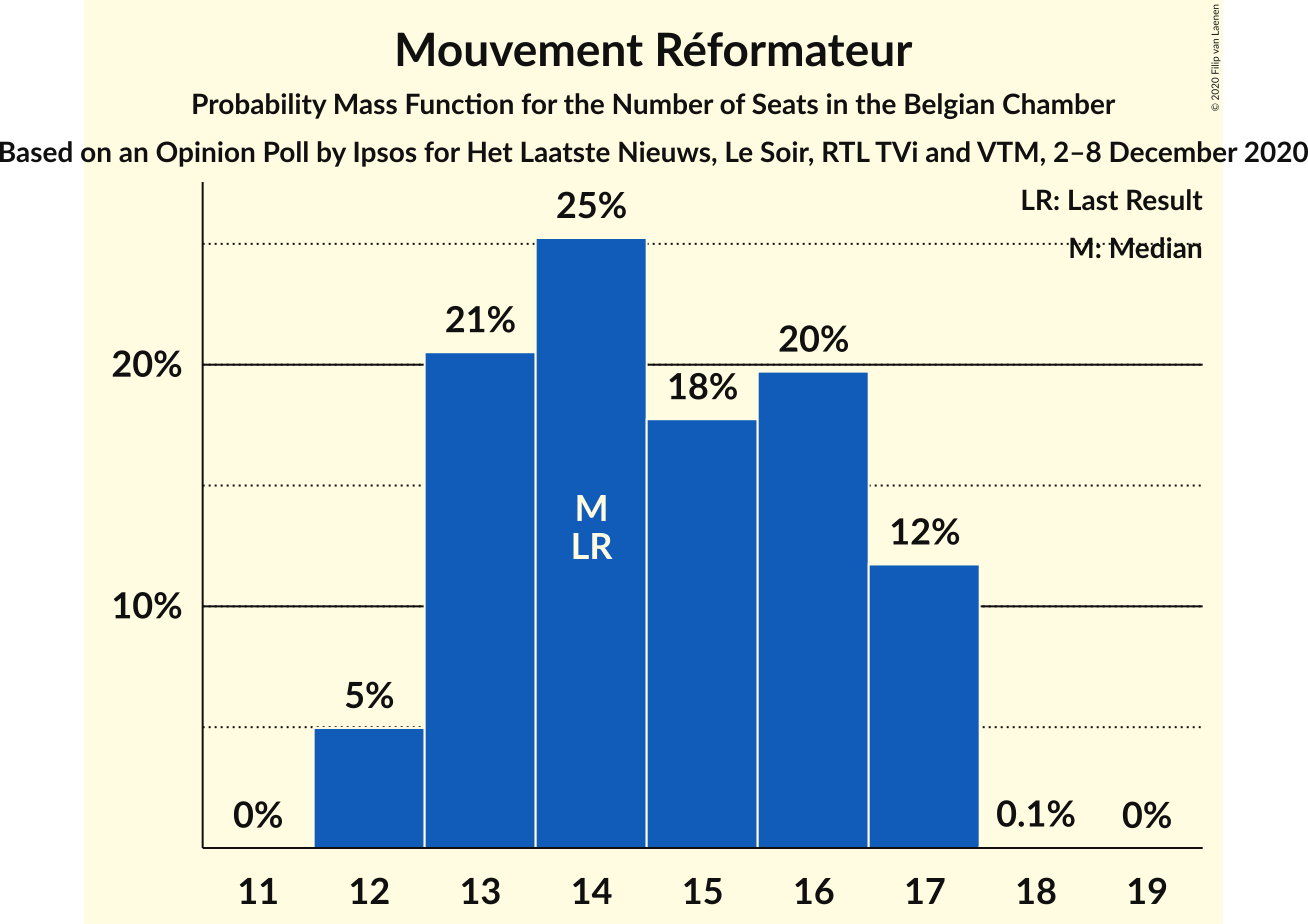 Mouvement Réformateur
Probability Mass Function for the Number of Seats in the Belgian Chamber
Based on an Opinion Poll by Ipsos for Het Laatste Nieuws, Le Soir, RTL TVi and VTM, 2–8 December 2020
© 2020 Filip van Laenen
LR: Last Result
M: Median
25%
21%
20%
20%
18%
M
LR
12%
10%
5%
0%
0.1%
0%
11 12 13 14 15 16 17 18 19